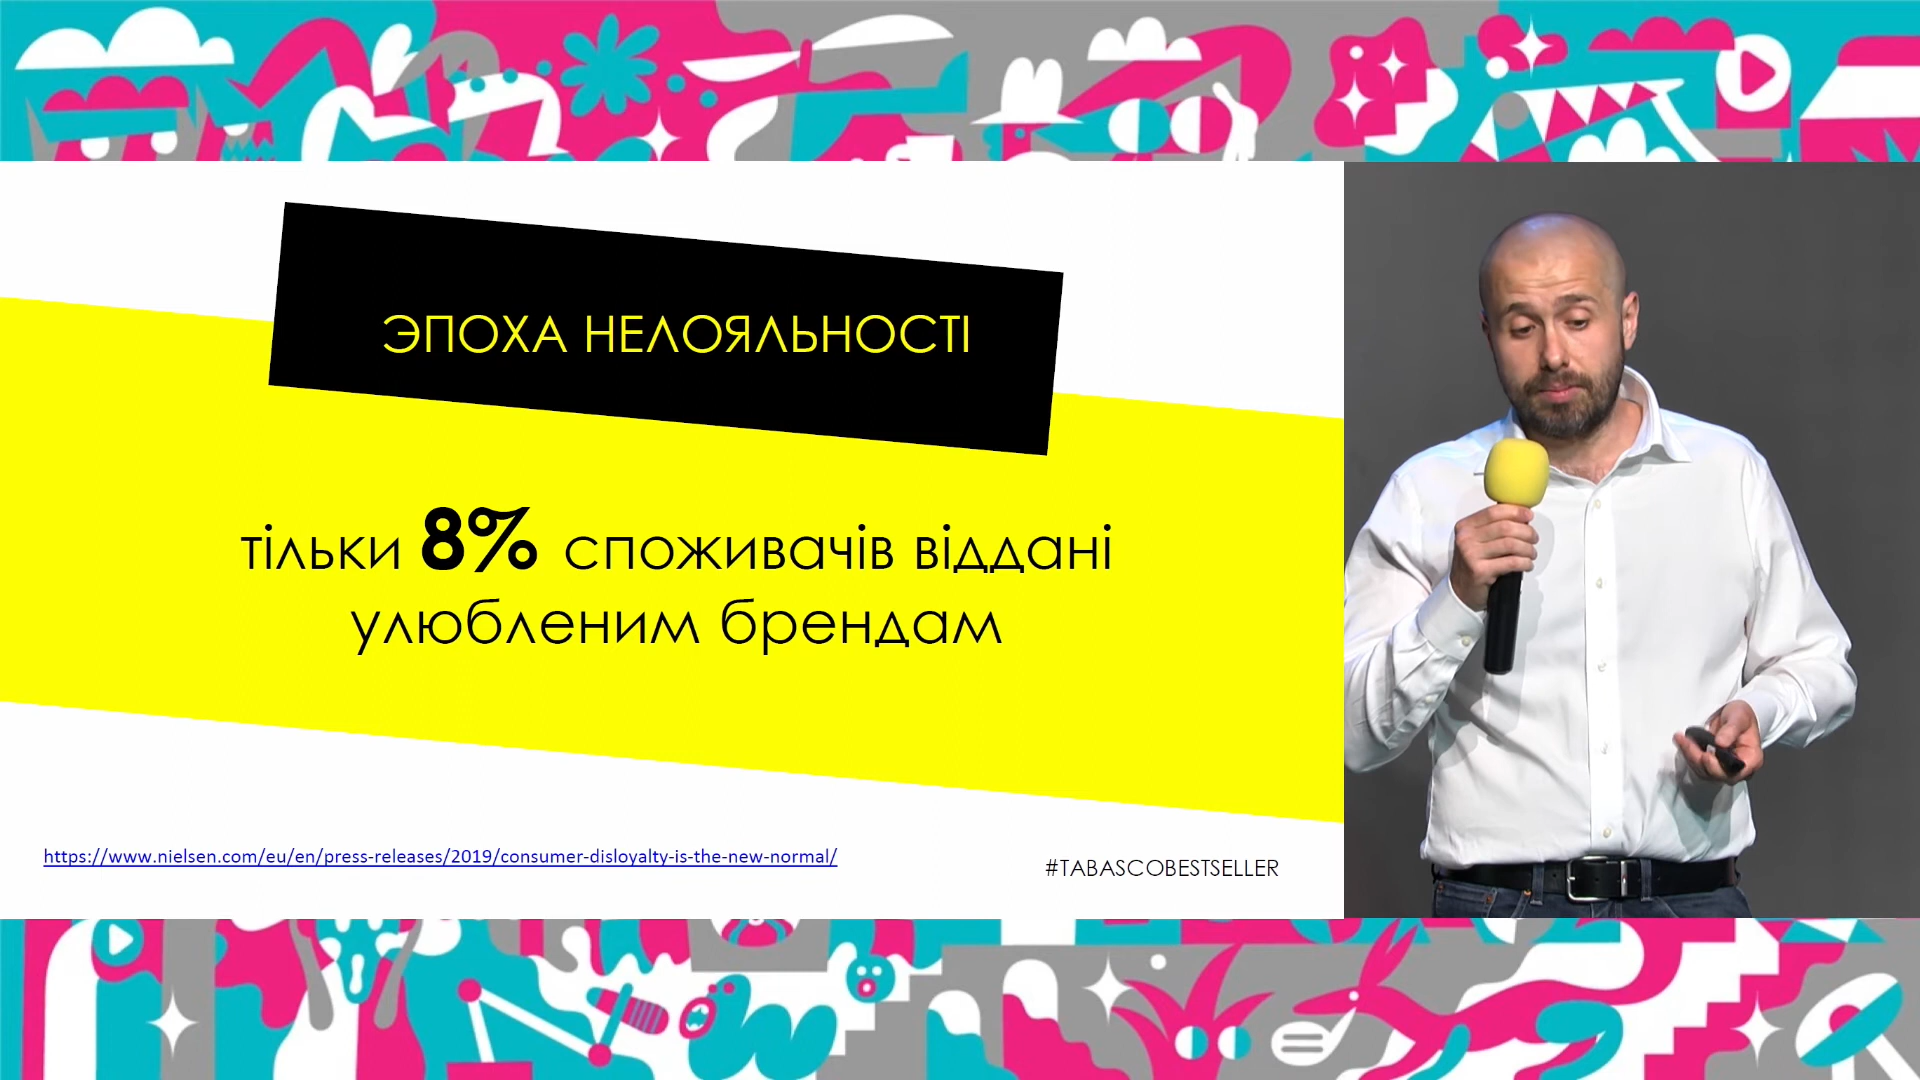 ЭПОХА НЕЛОЯЛЬНОСТІ
тільки 8% споживачів віддані
улюбленим брендам
https://www.nielsen.com/eu/en/press-releases/2019/consumer-disloyalty-is-the-new-normal/
#TABASCOBESTSELLER